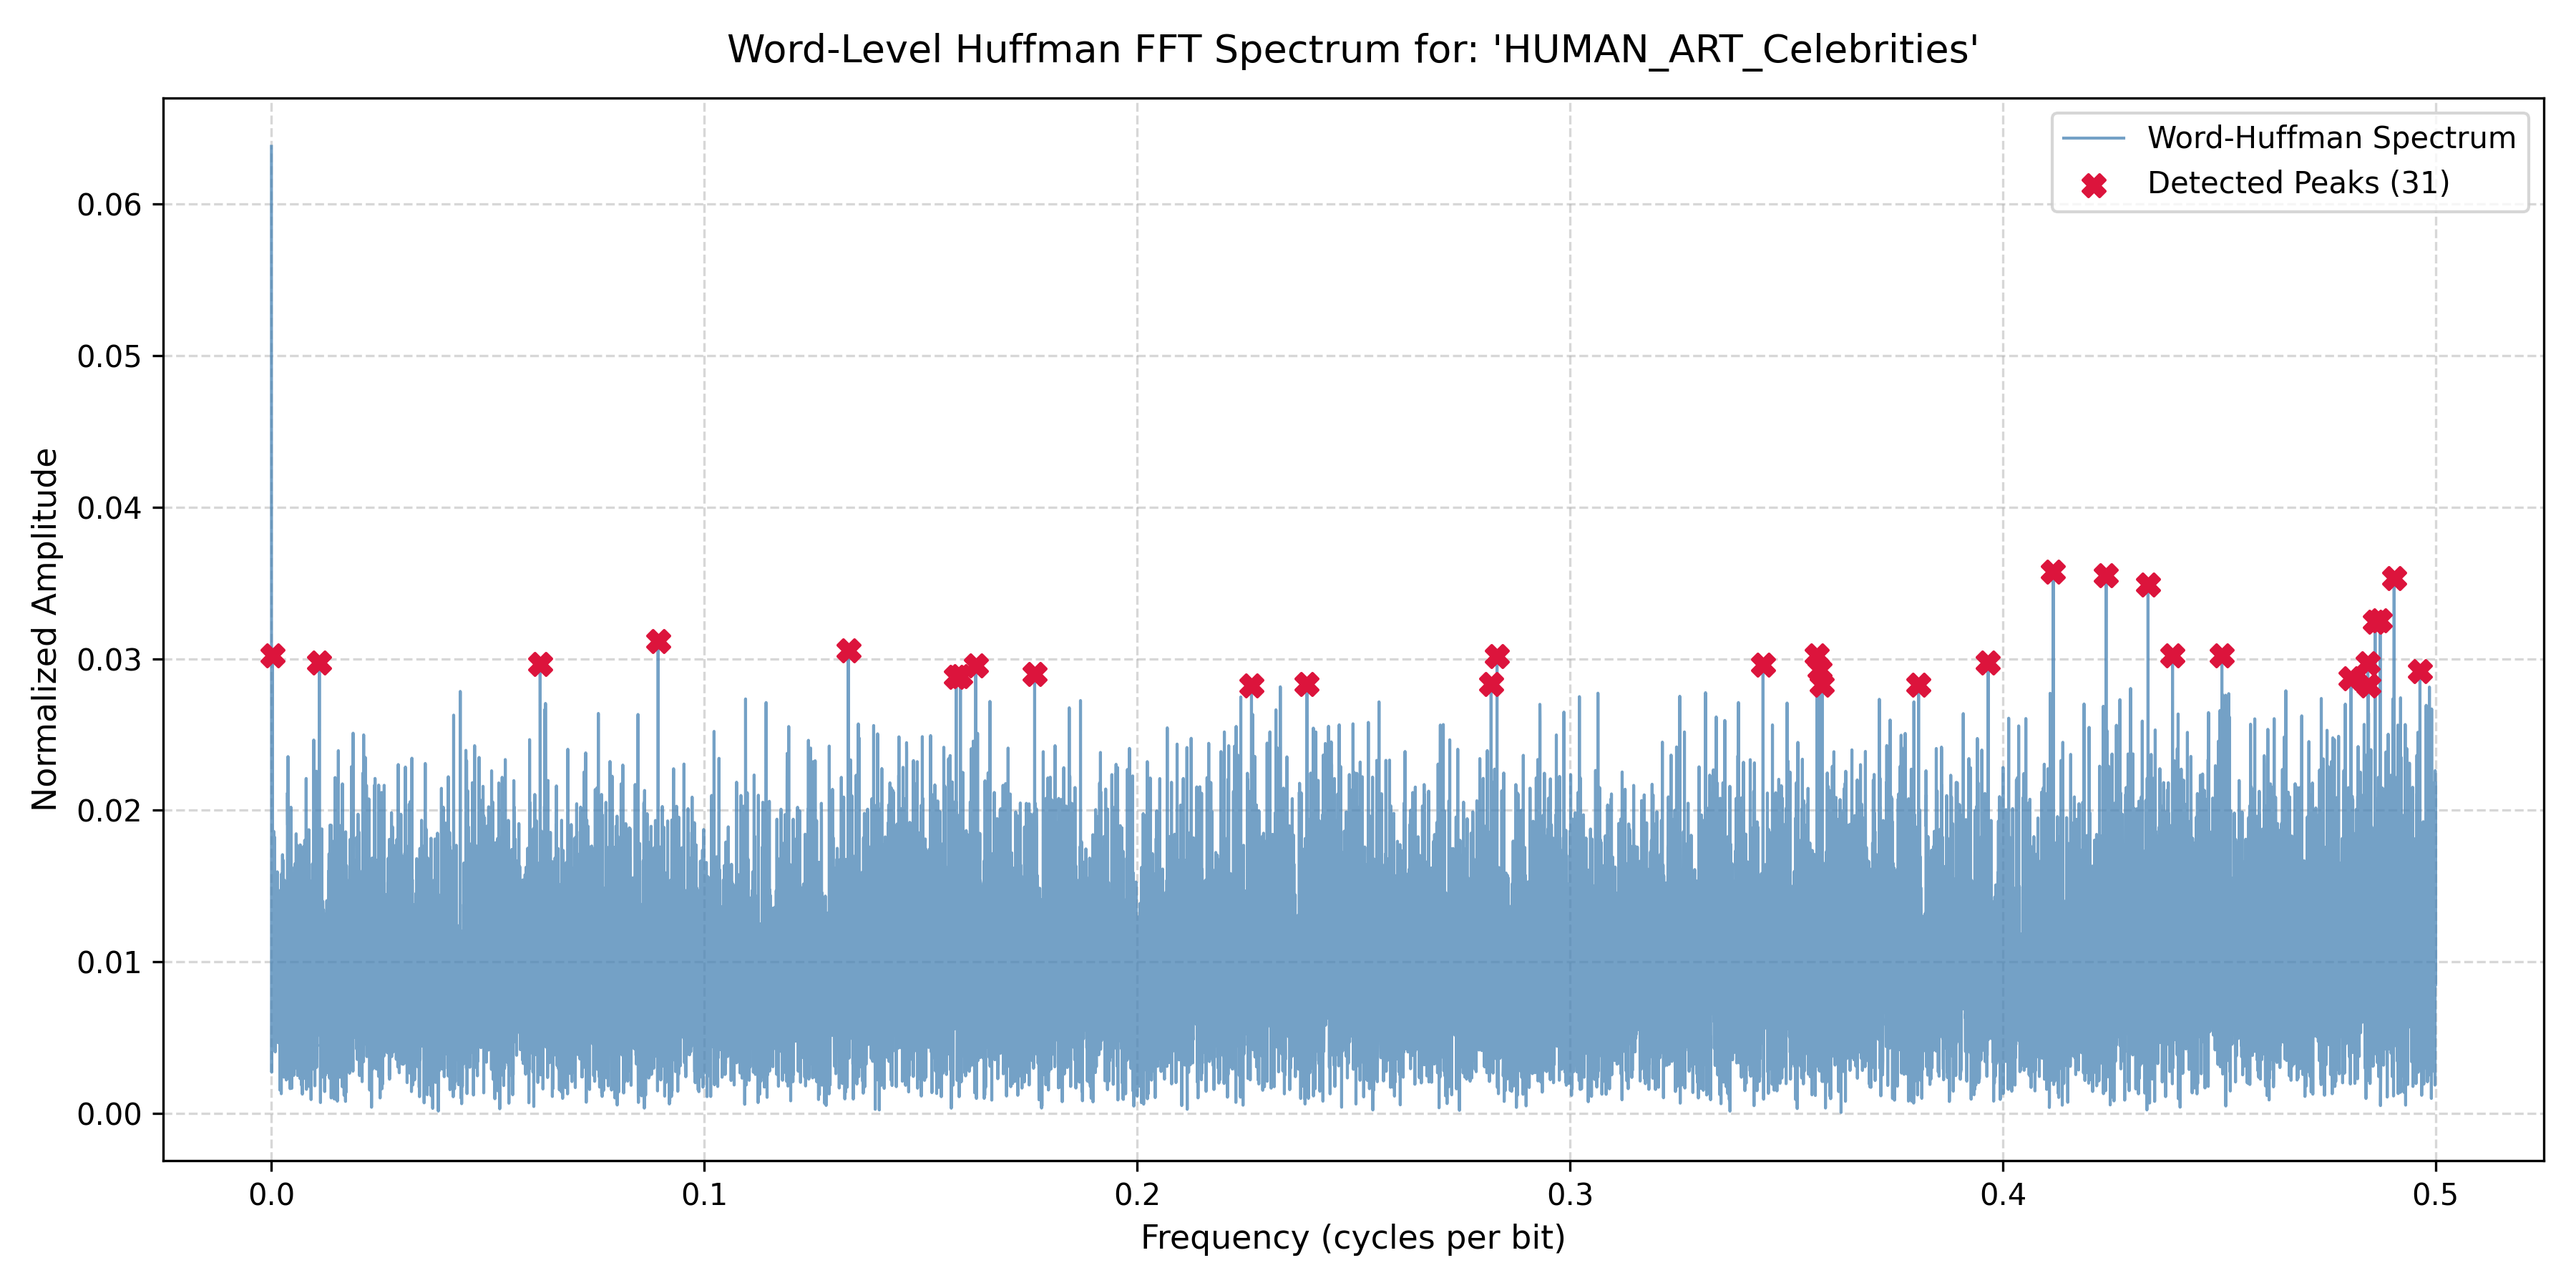 Word-Level Huffman FFT Spectrum for: 'HUMAN_ART_Celebrities'
Word-Huffman Spectrum
Detected Peaks (31)
Normalized Amplitude
0.06
0.05
0.04
0.03
0.02
0.01
0.00
0.0 0.1 0.2 0.3 0.4 0.5
Frequency (cycles per bit)